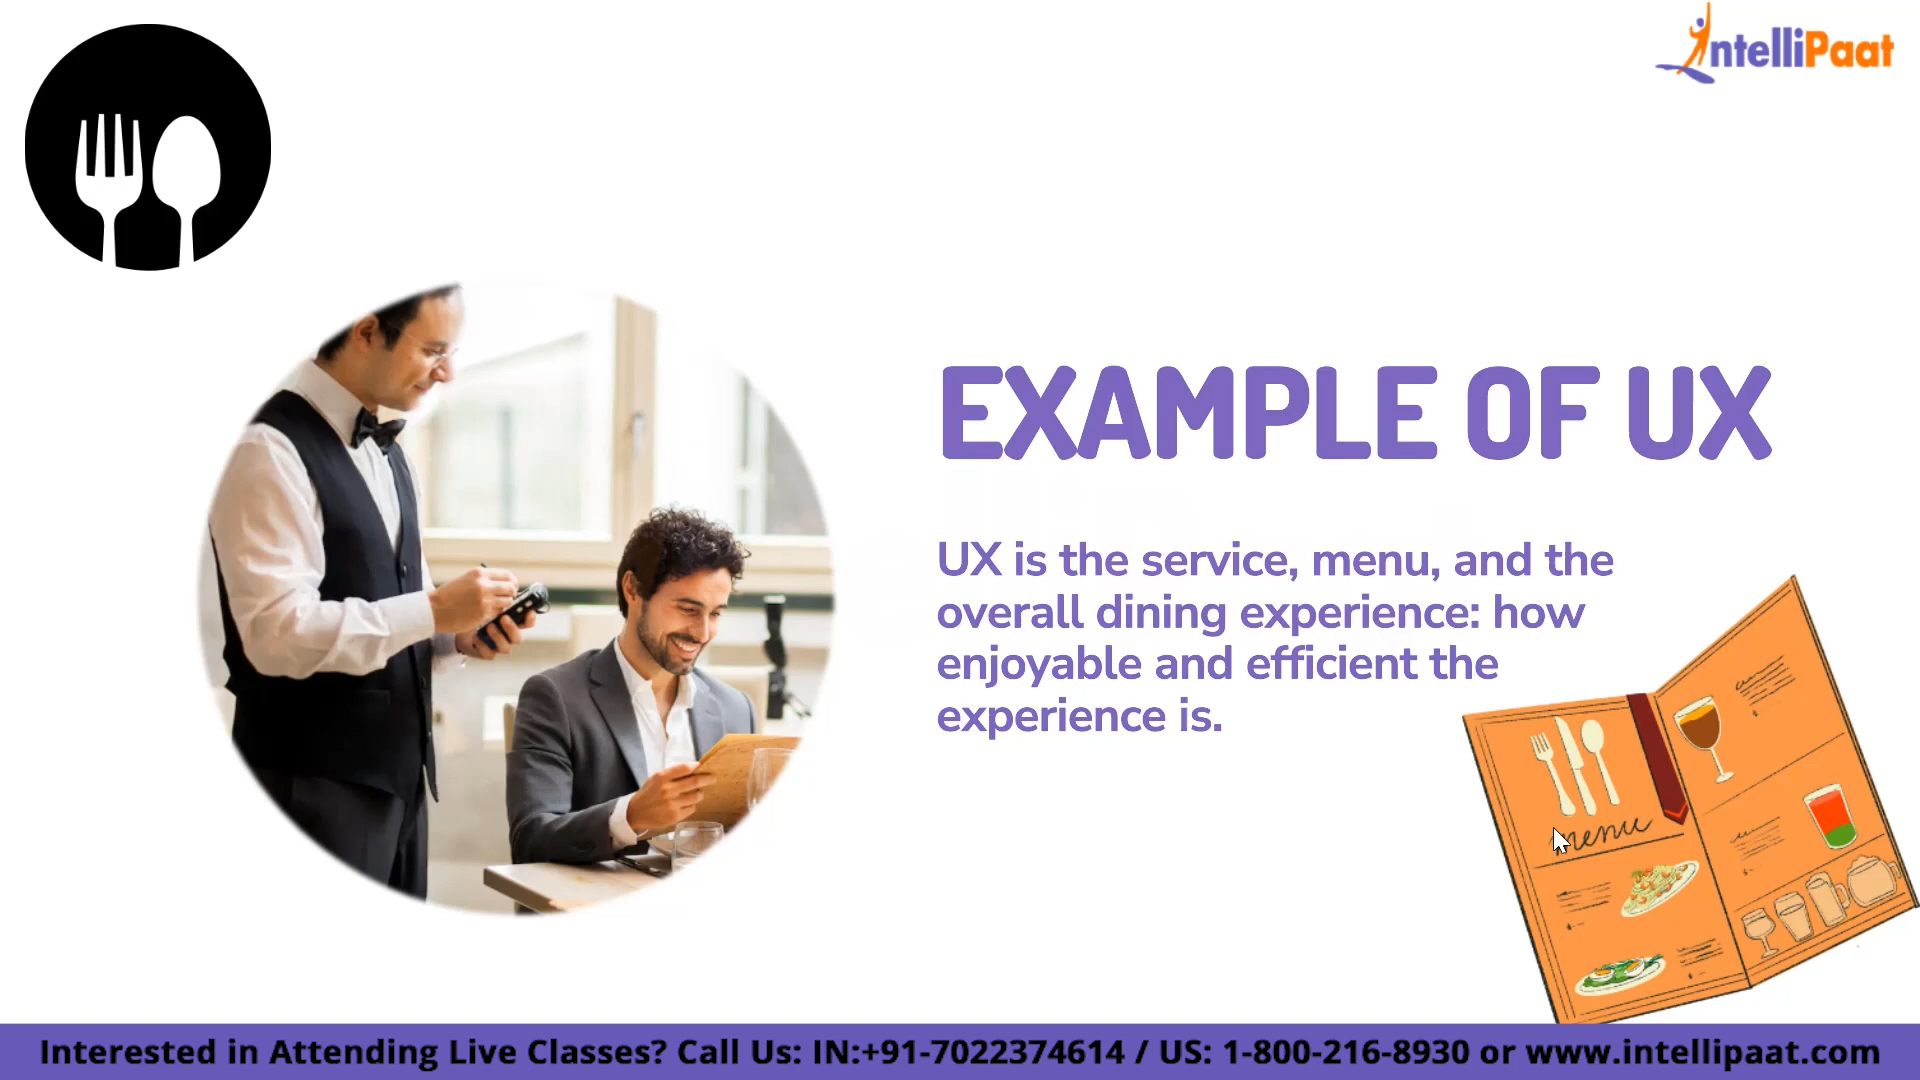 IntelliPaat
EXAMPLE OF UX
UX is the service, menu, and the
overall dining experience: how
enjoyable and efficient the
experience is.
menu
Interested in Attending Live Classes? Call Us: IN:+91-7022374614 / US: 1-800-216-8930 or www.intellipaat.com